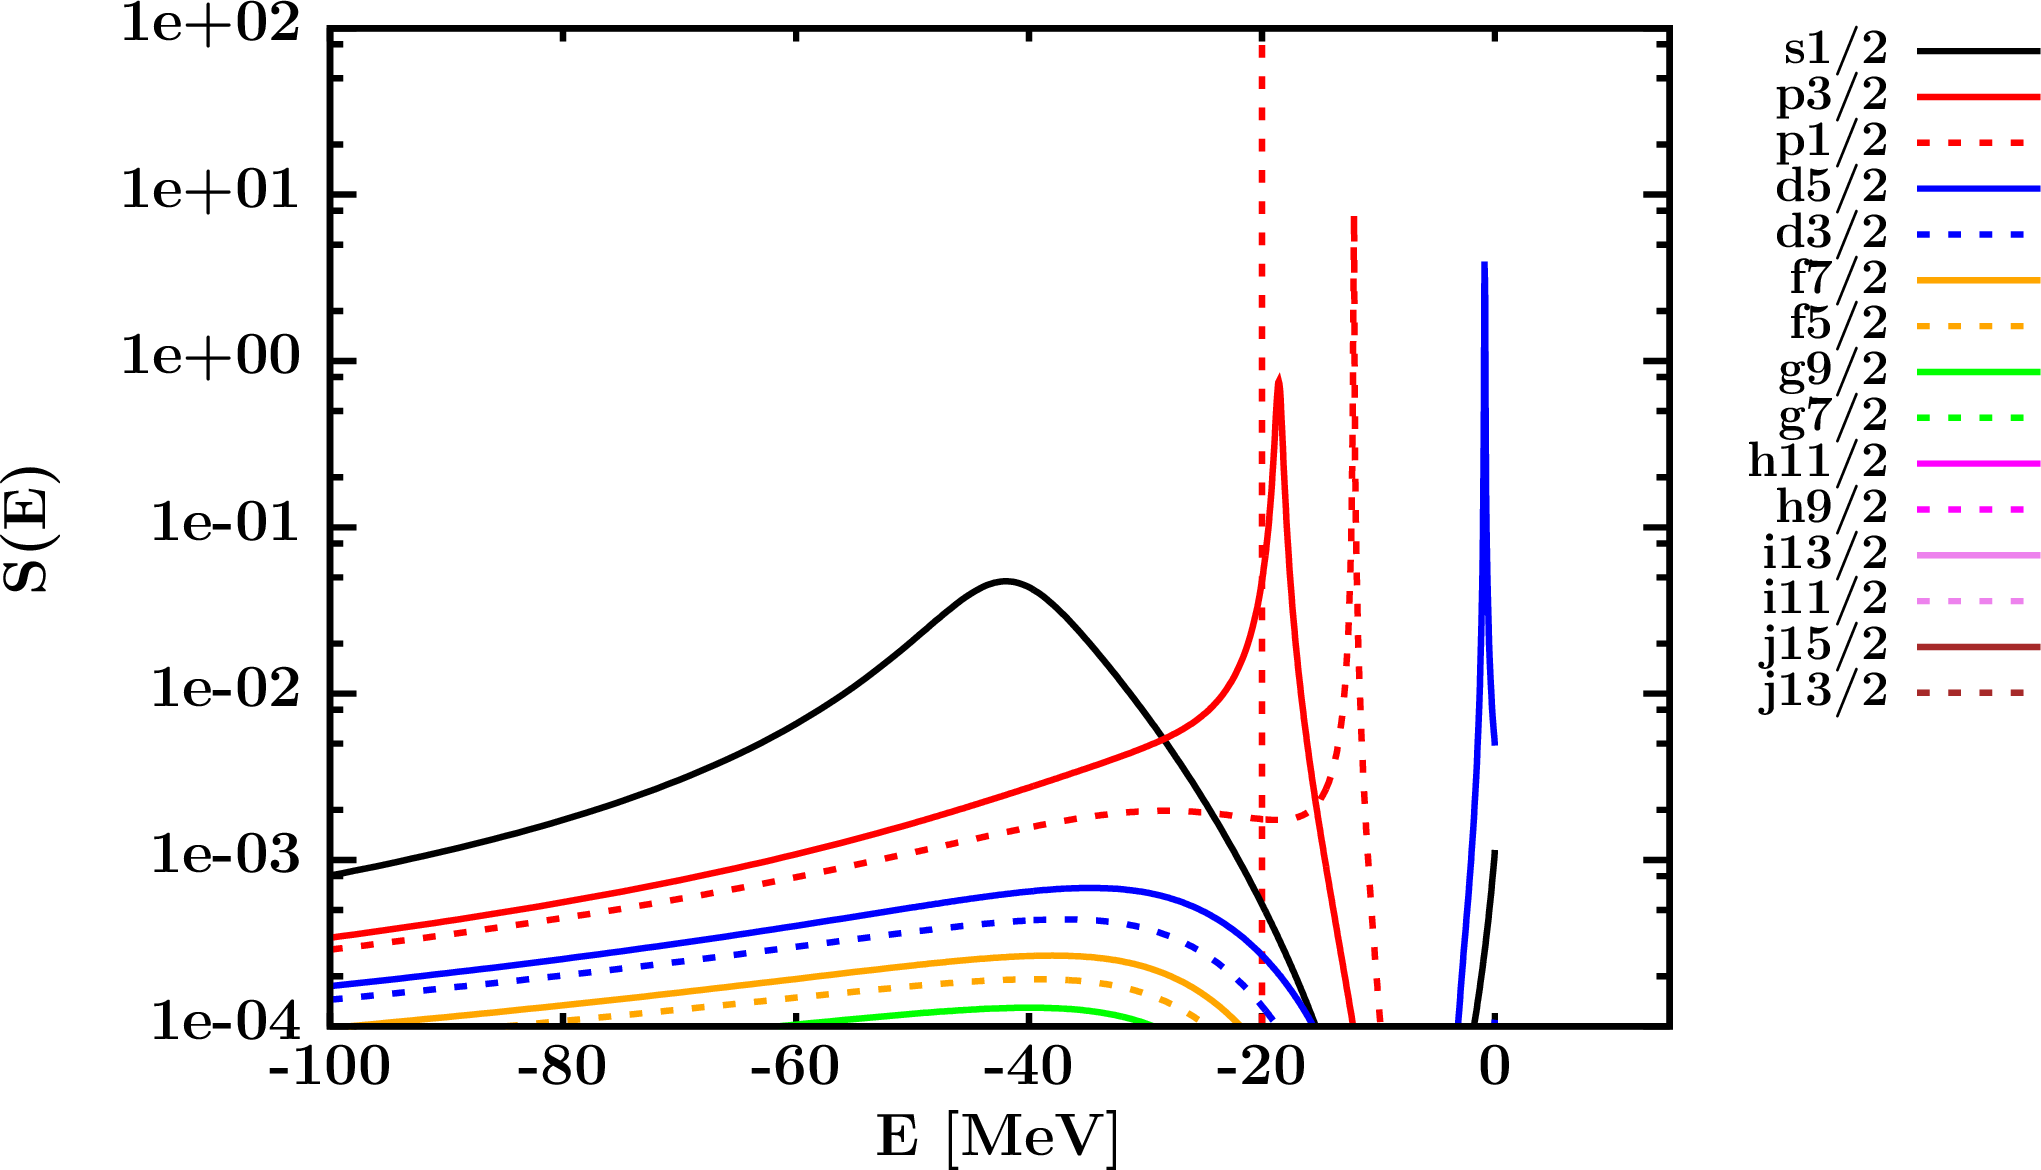 1e+02
1e+01
1e+00
1e-01
1e-02
1e-03
1e-04
S(E)
-100 -80 -60 -40 -20 0
E [MeV]
s1/2
p3/2
p1/2
d5/2
d3/2
f7/2
f5/2
g9/2
g7/2
h11/2
h9/2
i13/2
i11/2
j15/2
j13/2